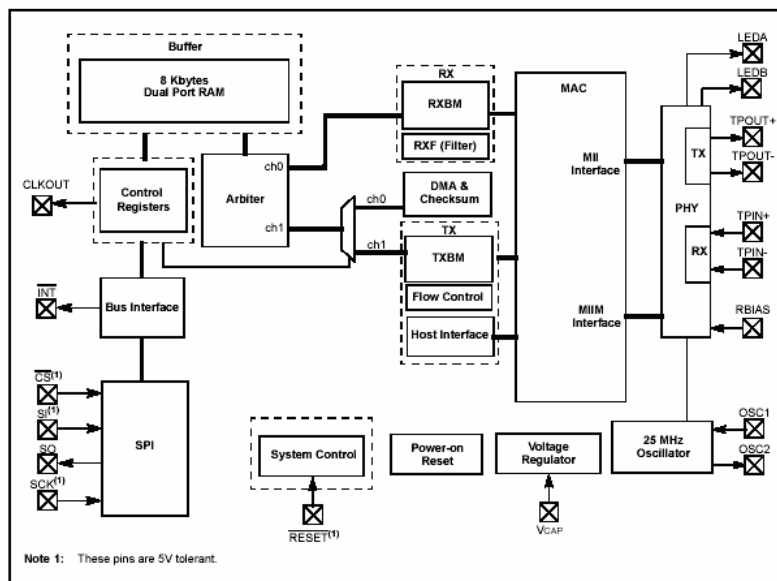 Buffer
8 Kbytes
Dual Port RAM
CLKOUT
Control
Registers
Arbiter
ch0
ch1
ch0
ch1
RX
RXBM
RXF (Filter)
DMA &
Checksum
TX
TXBM
Flow Control
Host Interface
MAC
MII
Interface
MIIM
Interface
PHY
TX
RX
LEDA
LEDB
TPOUT+
TPOUT-
TPIN+
TPIN-
RBIAS
INT
Bus Interface
CS(1)
SI(1)
SO
SCK(1)
SPI
System Control
RESET(1)
Power-on
Reset
Voltage
Regulator
VCAP
25 MHz
Oscillator
OSC1
OSC2
Note 1: These pins are 5V tolerant.